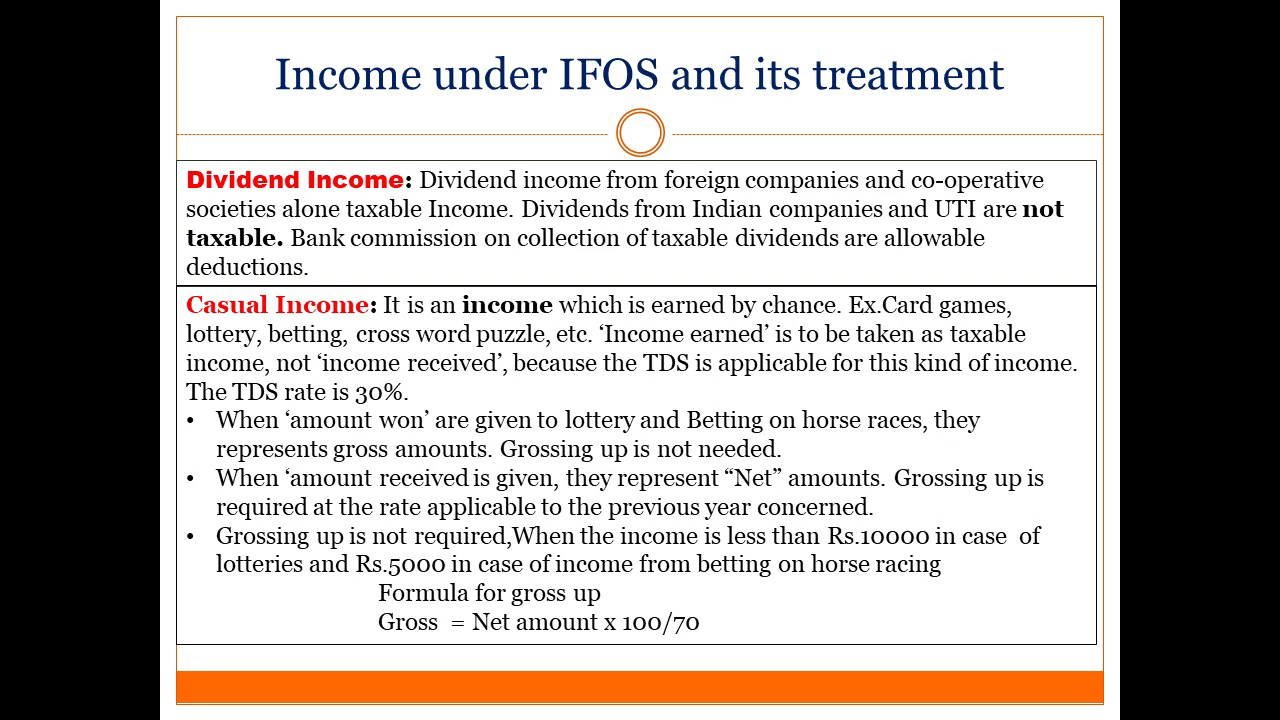 Income under IFOS and its treatment
Dividend Income: Dividend income from foreign companies and co-operative
societies alone taxable Income. Dividends from Indian companies and UTI are not
taxable. Bank commission on collection of taxable dividends are allowable
deductions.
Casual Income: It is an income which is earned by chance. Ex.Card games,
lottery, betting, cross word puzzle, etc. ‘Income earned’ is to be taken as taxable
income, not ‘income received’, because the TDS is applicable for this kind of income.
The TDS rate is 30%.
• When ‘amount won’ are given to lottery and Betting on horse races, they
represents gross amounts. Grossing up is not needed.
• When ‘amount received is given, they represent “Net” amounts. Grossing up is
required at the rate applicable to the previous year concerned.
• Grossing up is not required,When the income is less than Rs.10000 in case of
lotteries and Rs.5000 in case of income from betting on horse racing
Formula for gross up
Gross = Net amount x 100/70